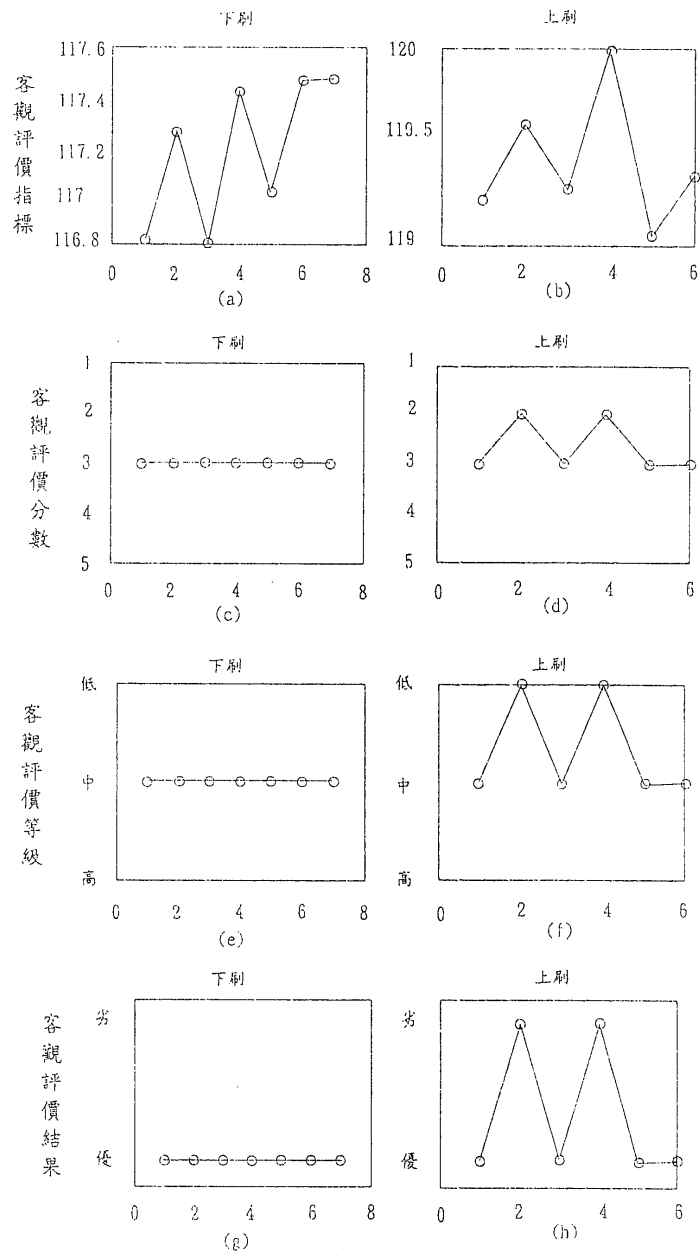 下刷
上刷
客觀評價指標
117.6
117.4
117.2
117
116.8
0 2 4 6 8
(a)
120
119.5
119
0 2 4 6
(b)
下刷
上刷
客觀評價分數
1
2
3
4
5
0 2 4 6 8
(c)
1
2
3
4
5
0 2 4 6
(d)
下刷
上刷
客觀評價等級
低
中
高
0 2 4 6 8
(e)
低
中
高
0 2 4 6
(f)
下刷
上刷
客觀評價結果
劣
優
0 2 4 6 8
(g)
劣
優
0 2 4 6
(h)